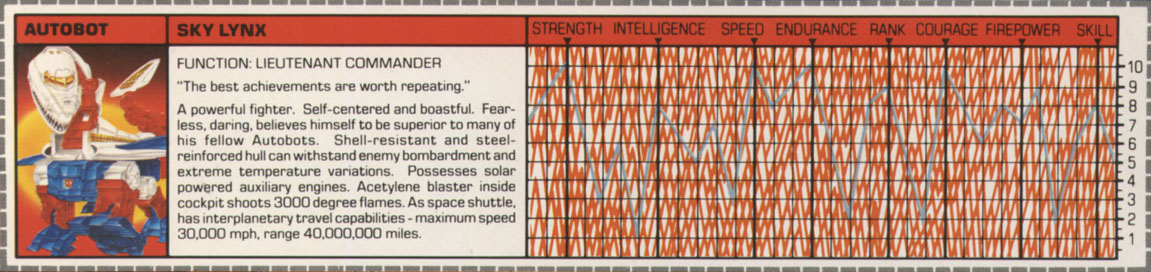 AUTOBOT
SKY LYNX
STRENGTH INTELLIGENCE SPEED ENDURANCE RANK COURAGE FIREPOWER SKILL
FUNCTION: LIEUTENANT COMMANDER
"The best achievements are worth repeating."
A powerful fighter. Self-centered and boastful. Fear-
less, daring, believes himself to be superior to many of
his fellow Autobots. Shell-resistant and steel-
reinforced hull can withstand enemy bombardment and
extreme temperature variations. Possesses solar
powered auxiliary engines. Acetylene blaster inside
cockpit shoots 3000 degree flames. As space shuttle,
has interplanetary travel capabilities - maximum speed
30,000 mph, range 40,000,000 miles.
10
9
8
7
6
5
4
3
2
1